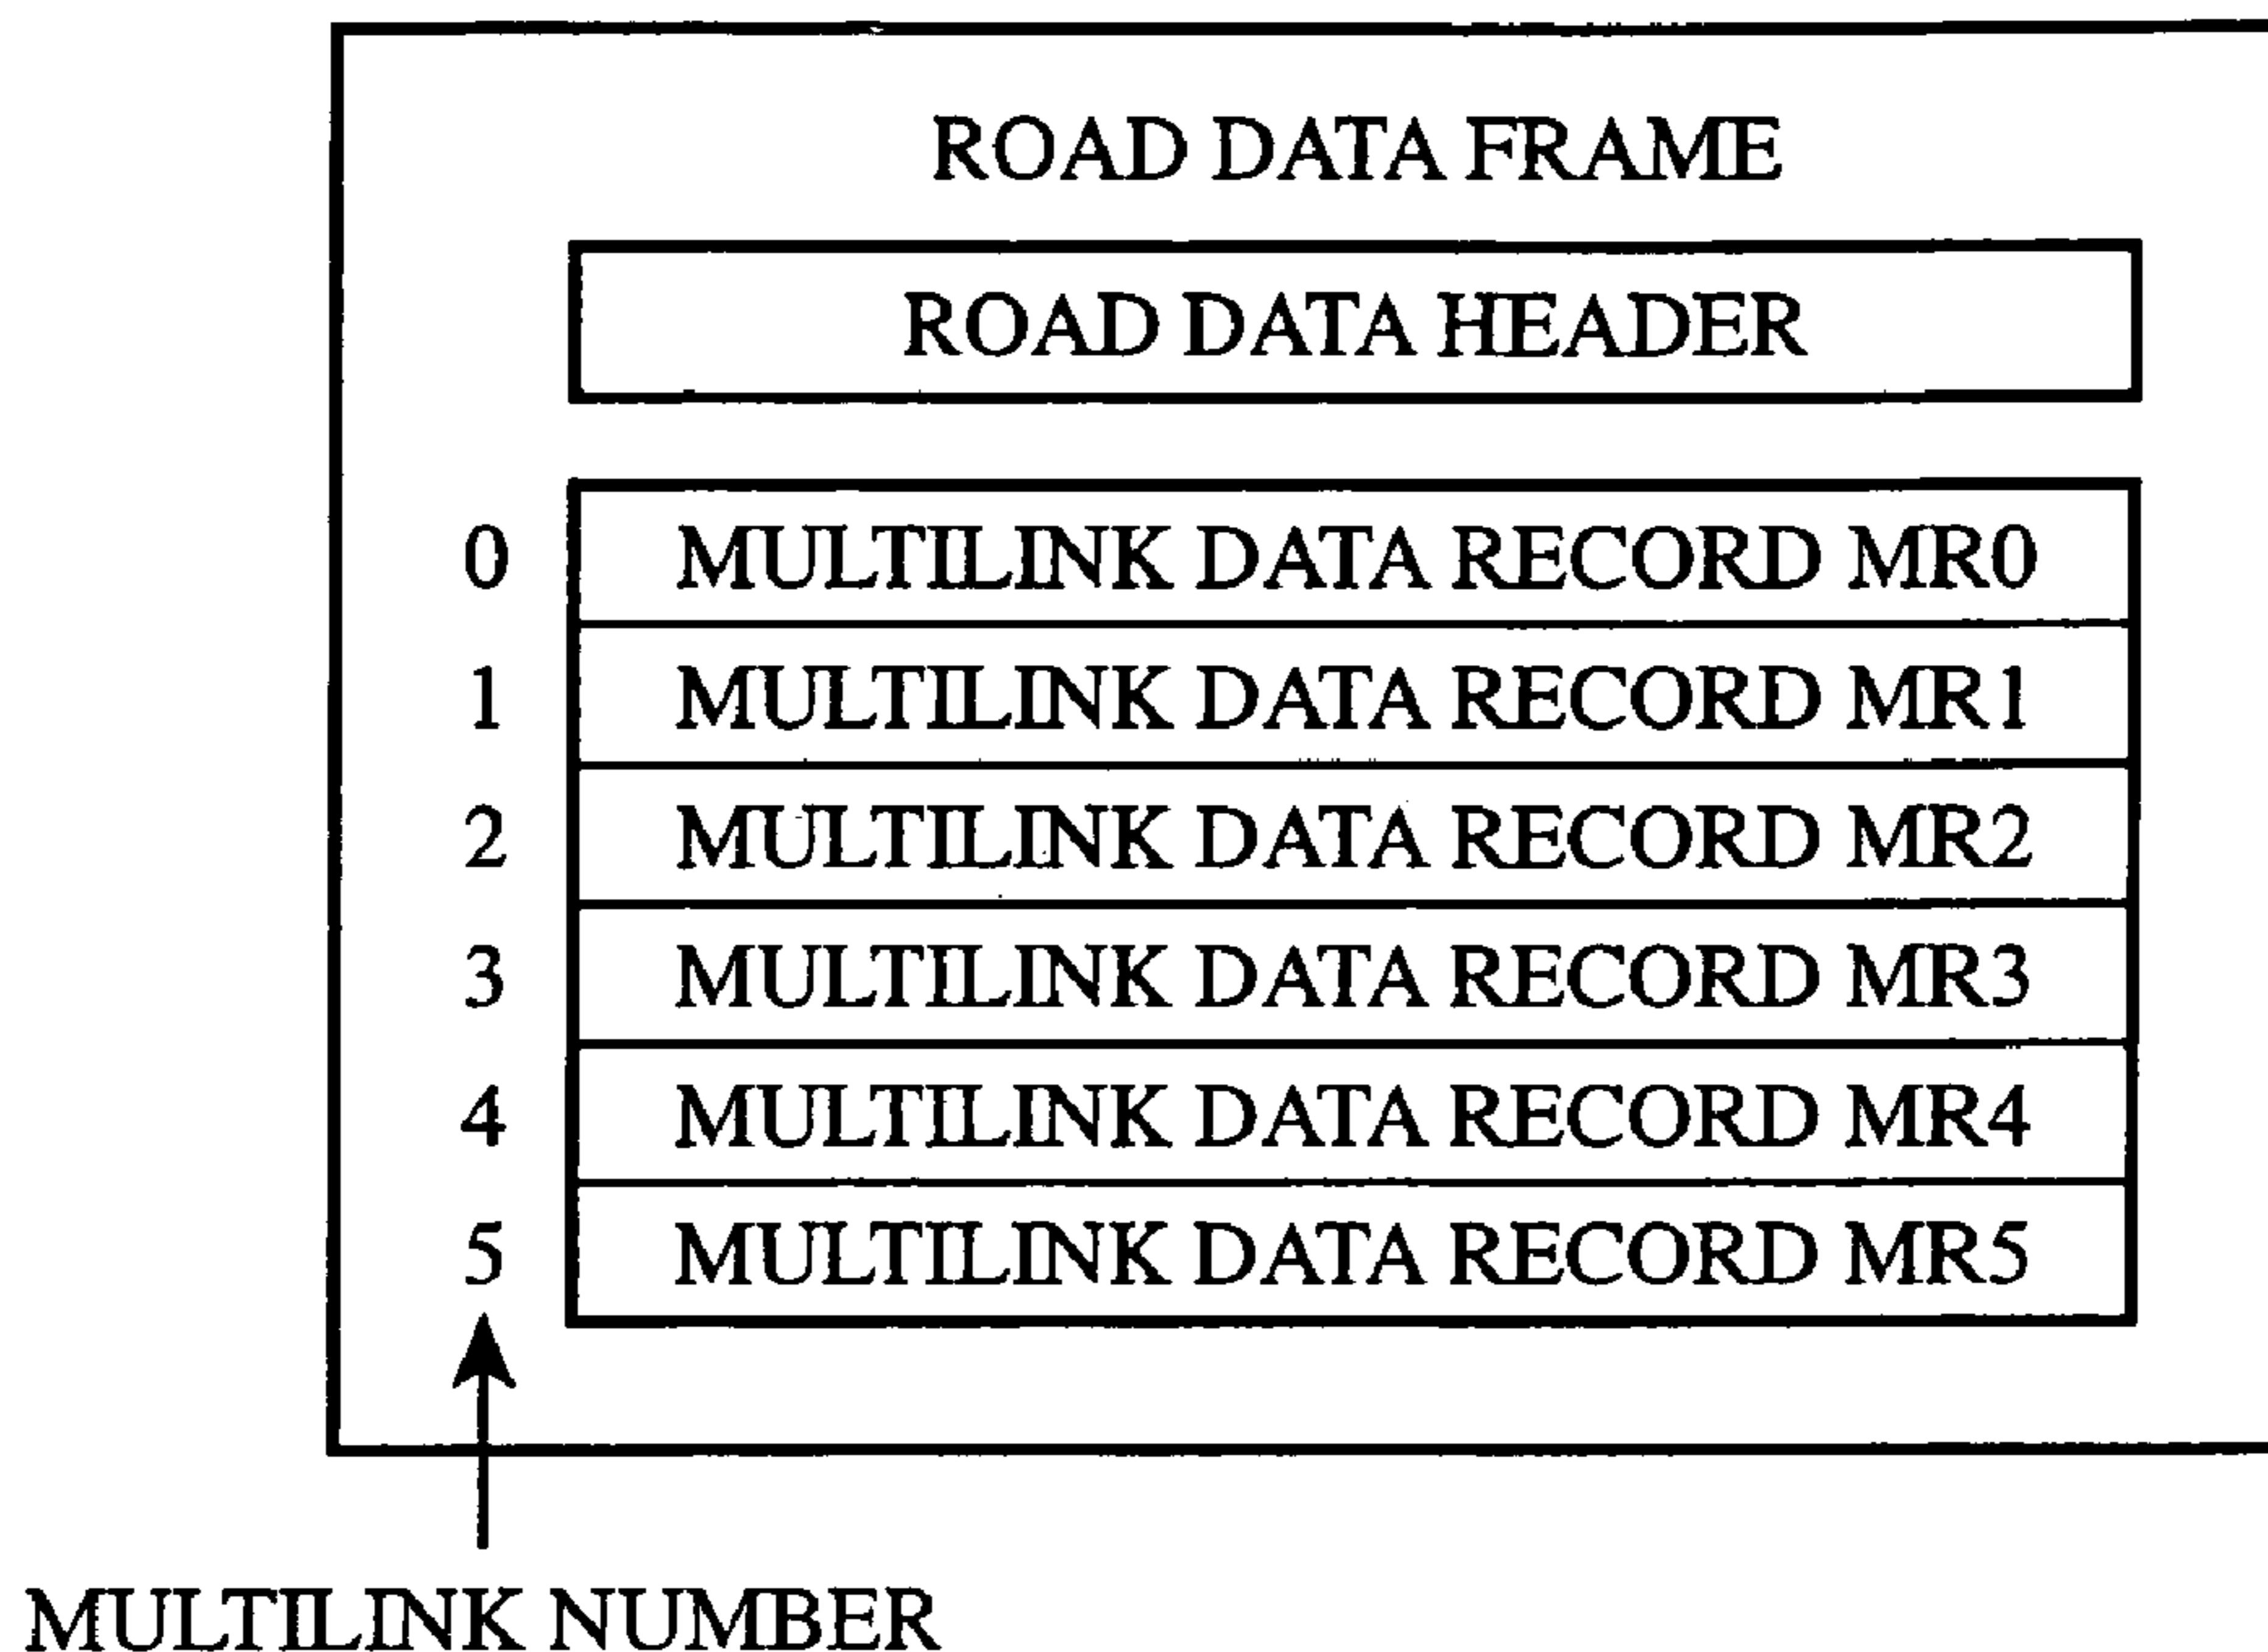 ROAD DATA FRAME
ROAD DATA HEADER
0 MULTILINK DATA RECORD MR0
1 MULTILINK DATA RECORD MR1
2 MULTILINK DATA RECORD MR2
3 MULTILINK DATA RECORD MR3
4 MULTILINK DATA RECORD MR4
5 MULTILINK DATA RECORD MR5
MULTILINK NUMBER